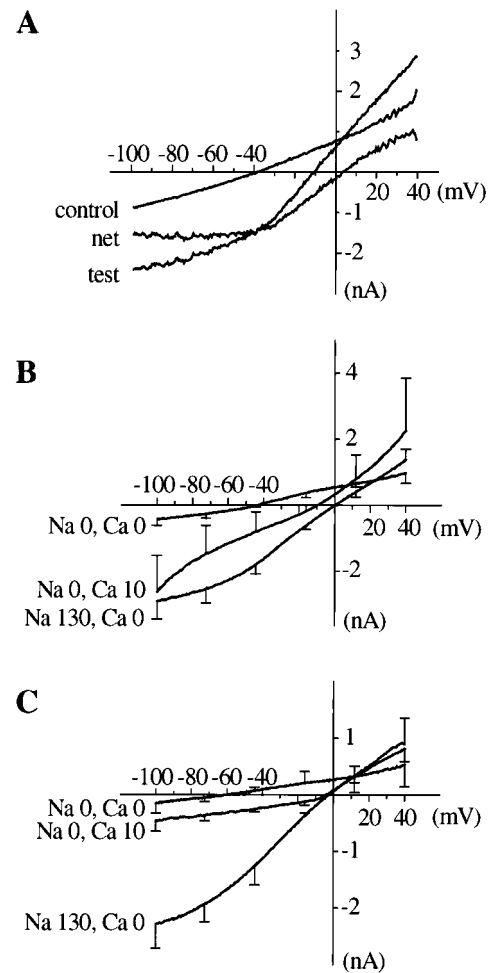 A
3
2
-100 -80 -60 -40
20 40 (mV)
control
-1
net
-2
test
(nA)
B
4
2
-100 -80 -60 -40
Na 0, Ca 0
20 40 (mV)
Na 0, Ca 10
-2
Na 130, Ca 0
(nA)
C
1
-100 -80 -60 -40
Na 0, Ca 0
20 40 (mV)
Na 0, Ca 10
-1
Na 130, Ca 0
-2
(nA)